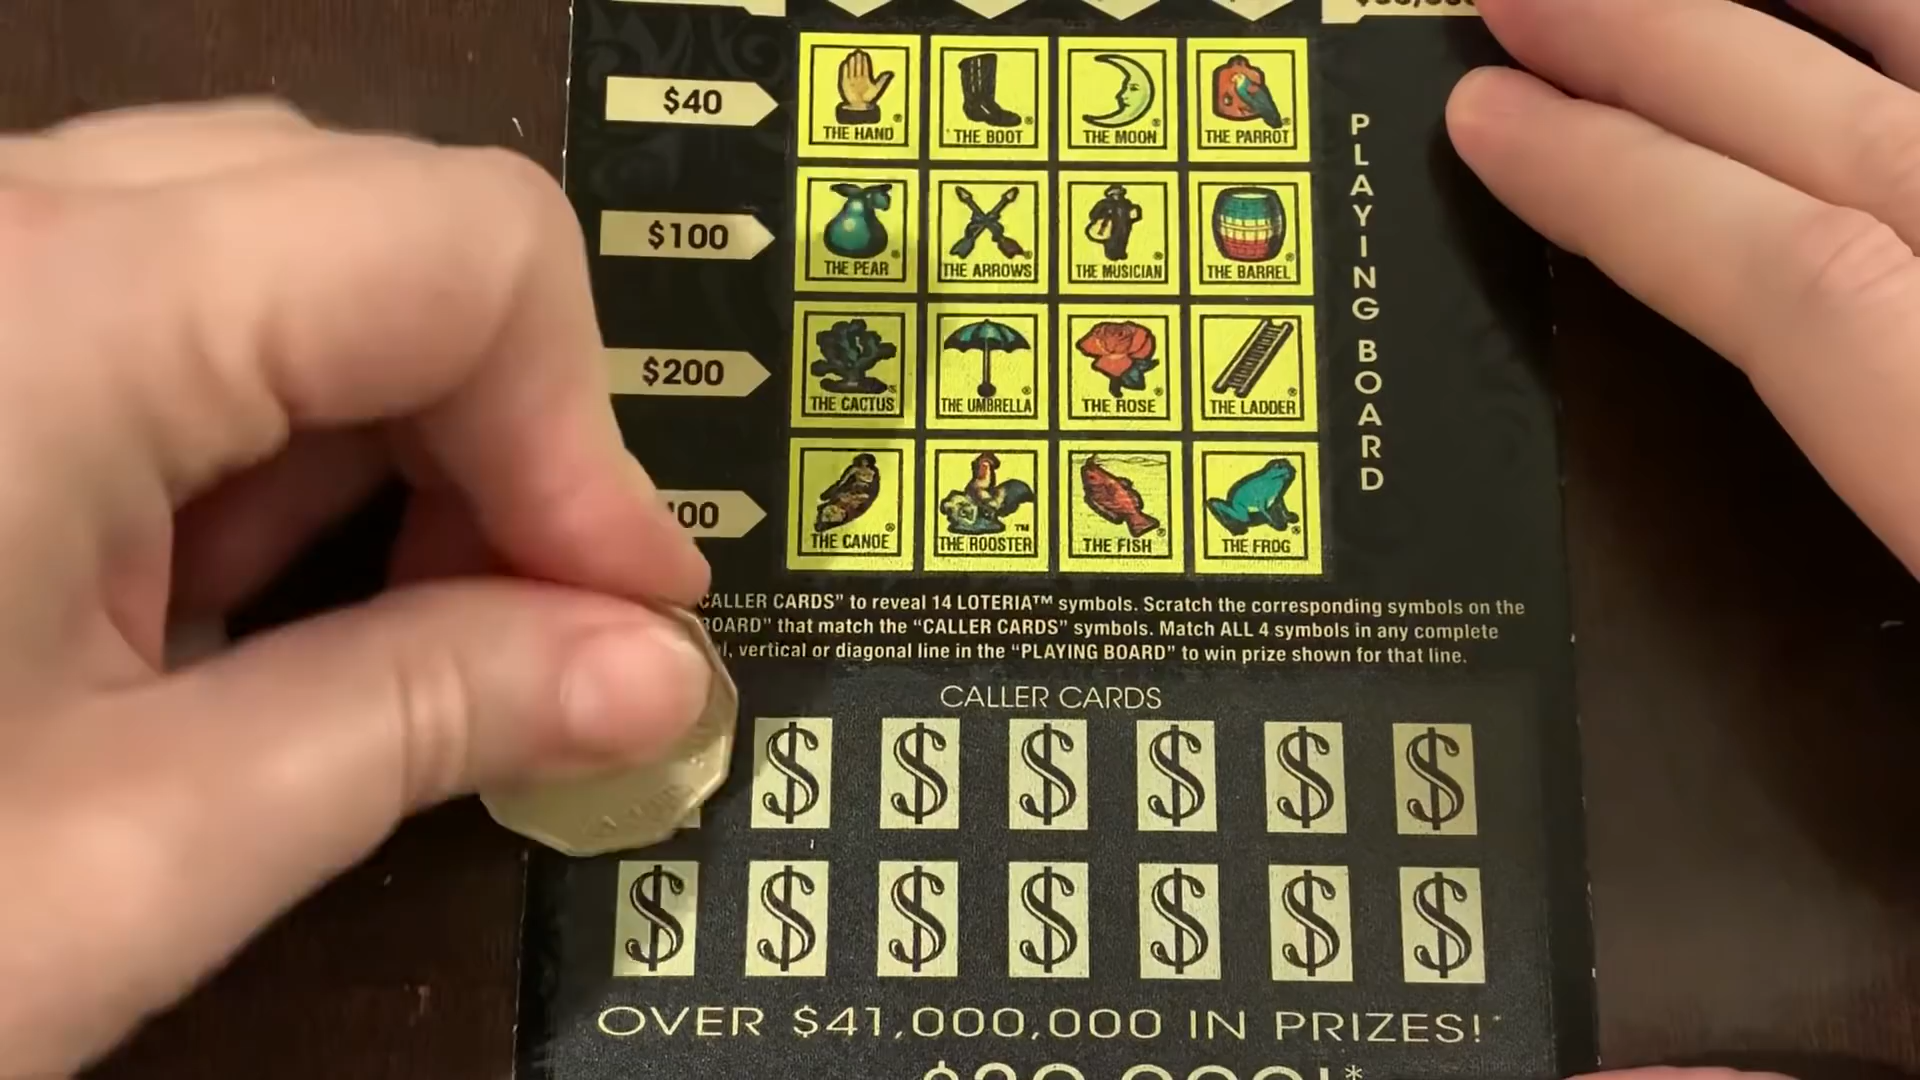 $40
THE HAND® THE BOOT® THE MOON® THE PARROT®
$100
THE PEAR® THE ARROWS® THE MUSICIAN® THE BARREL®
$200
THE CACTUS® THE UMBRELLA® THE ROSE® THE LADDER®
00
THE CANOE® THE ROOSTER™ THE FISH® THE FROG®
PLAYING BOARD
CALLER CARDS” to reveal 14 LOTERIA™ symbols. Scratch the corresponding symbols on the
BOARD” that match the “CALLER CARDS” symbols. Match ALL 4 symbols in any complete
vertical or diagonal line in the “PLAYING BOARD” to win prize shown for that line.
CALLER CARDS
$ $ $ $ $ $
$ $ $ $ $ $ $
OVER $41,000,000 IN PRIZES!*